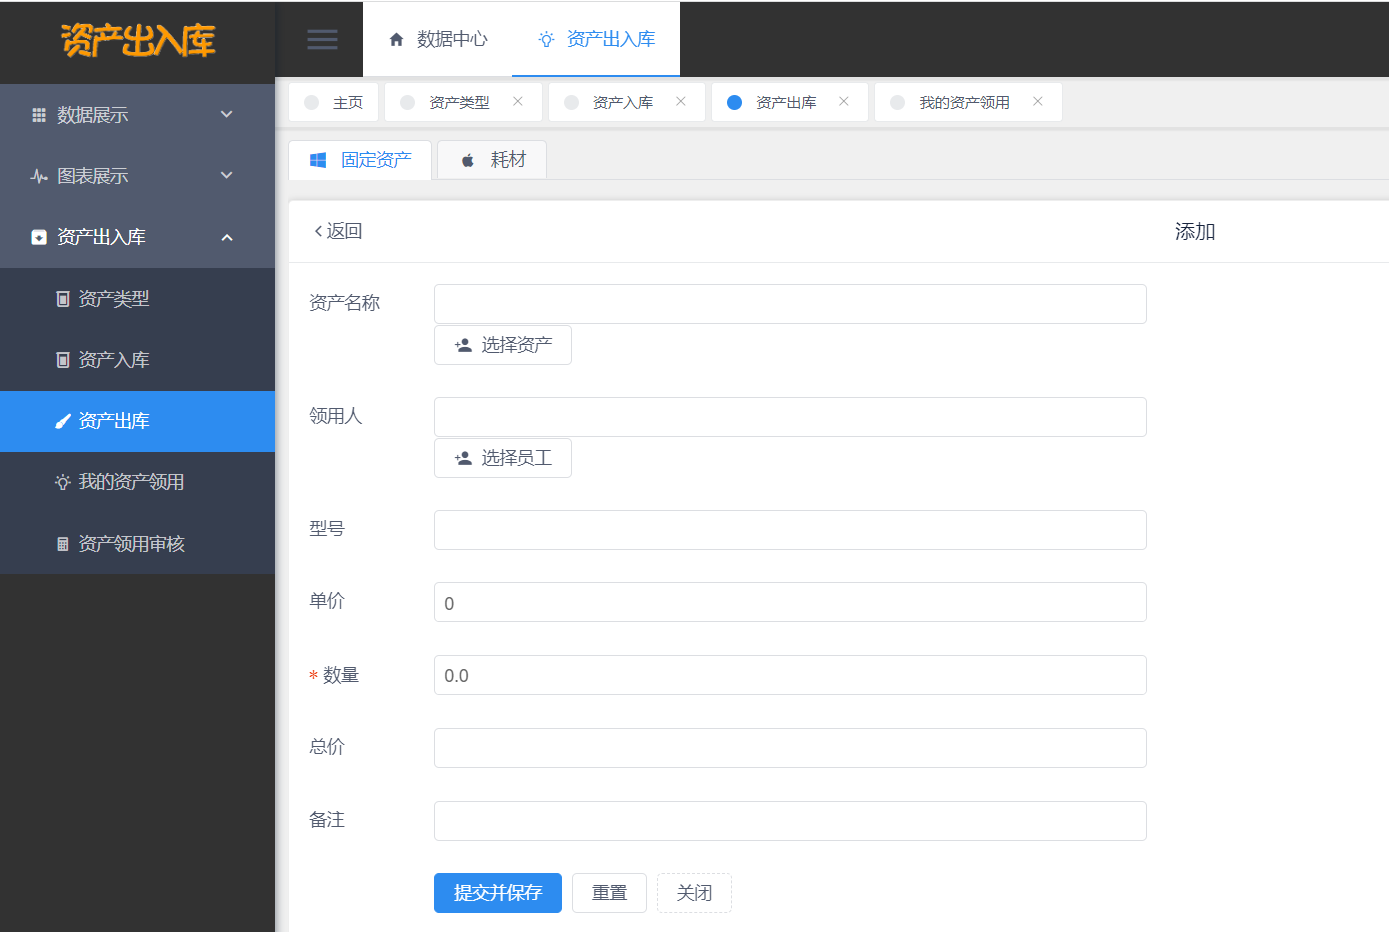 资产出入库
数据中心
资产出入库
数据展示
图表展示
资产出入库
资产类型
资产入库
资产出库
我的资产领用
资产领用审核
主页
资产类型
资产入库
资产出库
我的资产领用
固定资产
耗材
返回
添加
资产名称
选择资产
领用人
选择员工
型号
单价
0
* 数量
0.0
总价
备注
提交并保存
重置
关闭